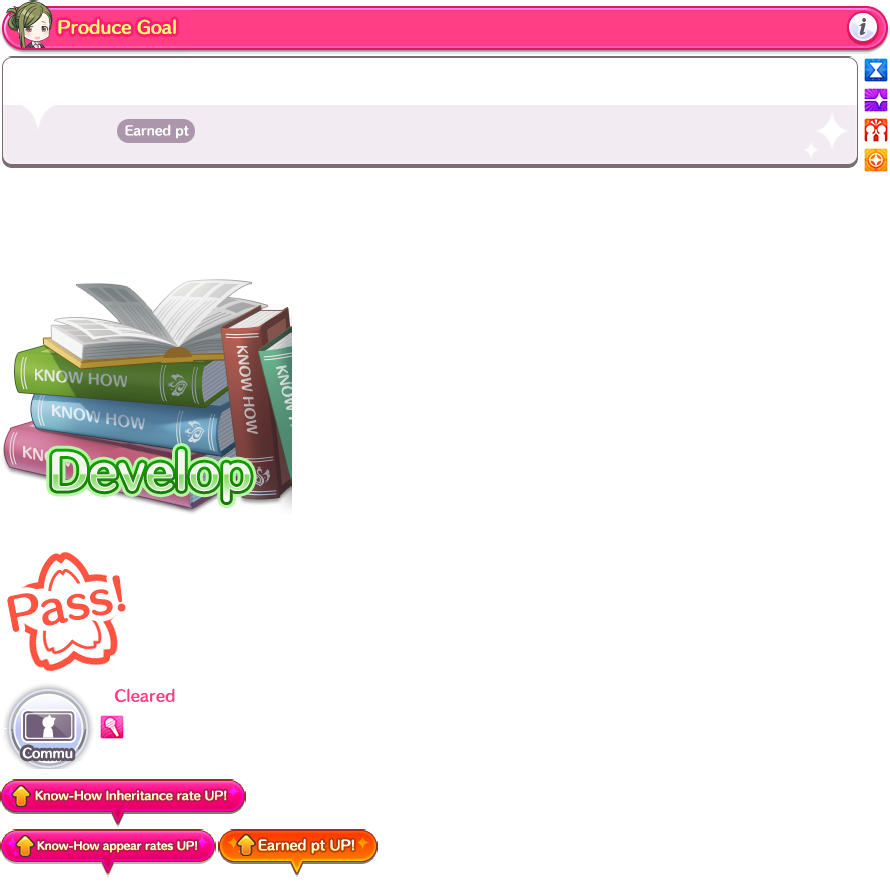 Produce Goal
i
Earned pt
KNOW HOW
KNOW HOW
KNOW HOW
KNOW H
KNOW
Develop
Pass!
Cleared
Commu
Know-How Inheritance rate UP!
Know-How appear rates UP!
Earned pt UP!